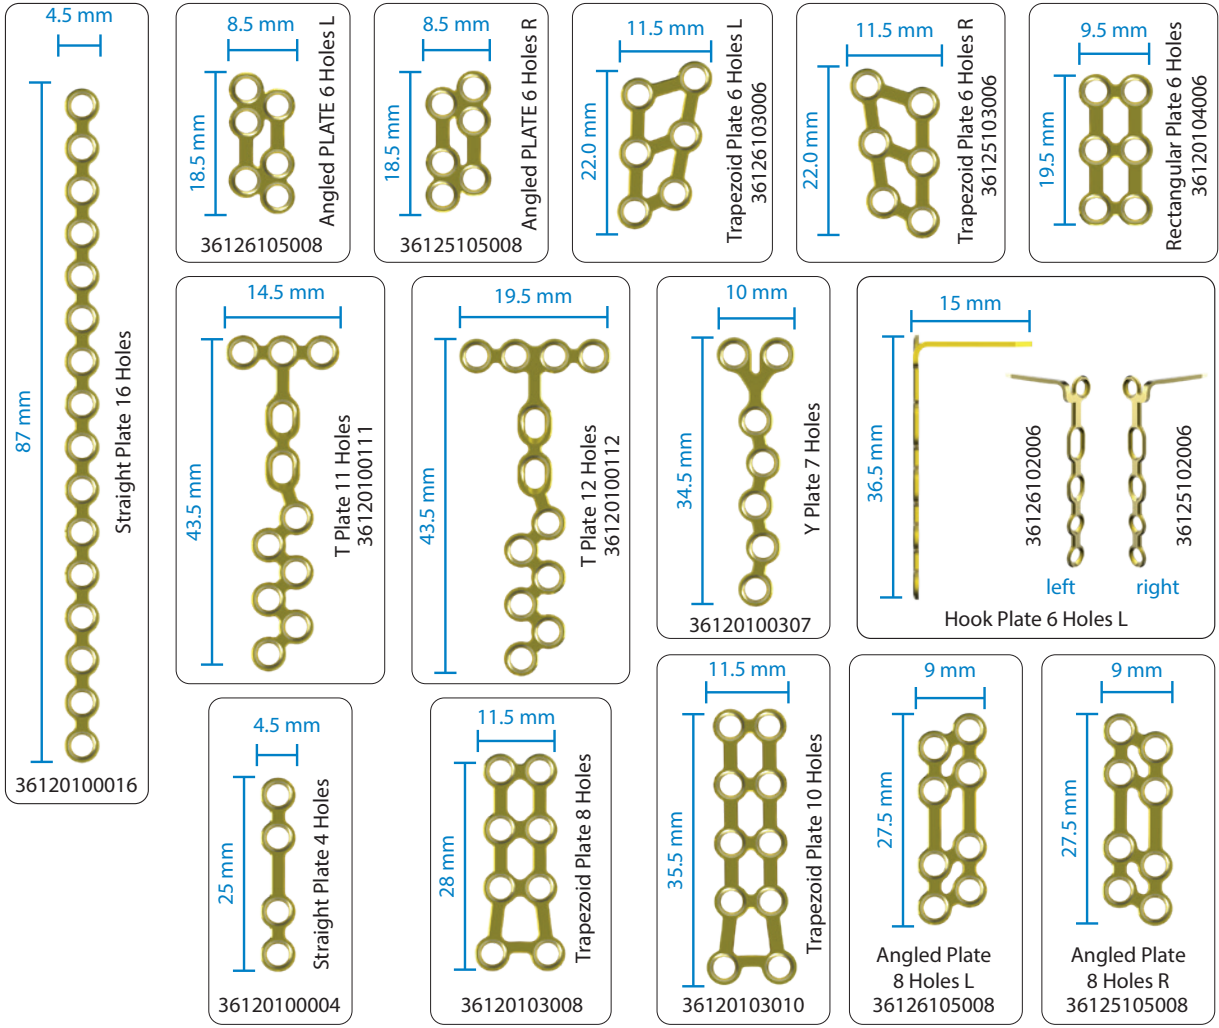 4.5 mm
87 mm
Straight Plate 16 Holes
36120100016
8.5 mm
18.5 mm
Angled PLATE 6 Holes L
36126105008
8.5 mm
18.5 mm
Angled PLATE 6 Holes R
36125105008
11.5 mm
22.0 mm
Trapezoid Plate 6 Holes L
36126103006
11.5 mm
22.0 mm
Trapezoid Plate 6 Holes R
36125103006
9.5 mm
19.5 mm
Rectangular Plate 6 Holes
36120104006
14.5 mm
43.5 mm
T Plate 11 Holes
36120100111
19.5 mm
43.5 mm
T Plate 12 Holes
36120100112
10 mm
34.5 mm
Y Plate 7 Holes
36120100307
15 mm
36.5 mm
36126102006
36125102006
left
right
Hook Plate 6 Holes L
4.5 mm
25 mm
Straight Plate 4 Holes
36120100004
11.5 mm
28 mm
Trapezoid Plate 8 Holes
36120103008
11.5 mm
35.5 mm
Trapezoid Plate 10 Holes
36120103010
9 mm
27.5 mm
Angled Plate
8 Holes L
36126105008
9 mm
27.5 mm
Angled Plate
8 Holes R
36125105008